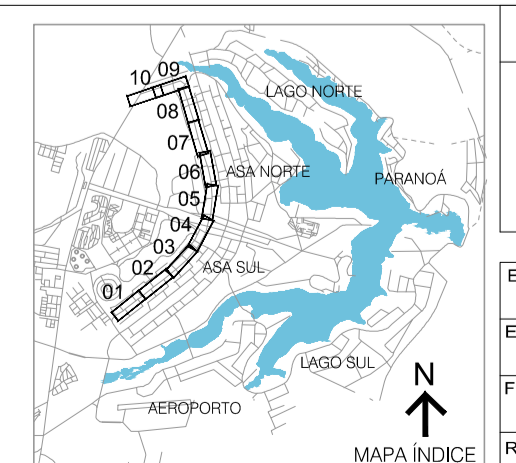 10
09
08
07
06
05
04
03
02
01
LAGO NORTE
ASA NORTE
PARANOÁ
ASA SUL
LAGO SUL
AEROPORTO
N
MAPA ÍNDICE
E
E
F
R